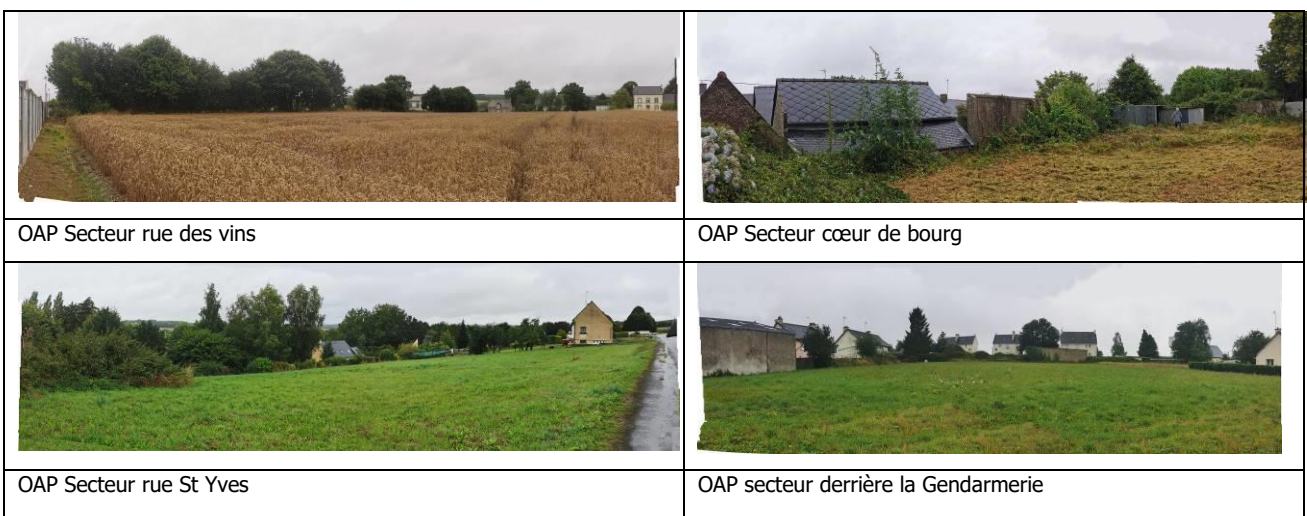 OAP Secteur rue des vins
OAP Secteur cœur de bourg
OAP Secteur rue St Yves
OAP secteur derrière la Gendarmerie